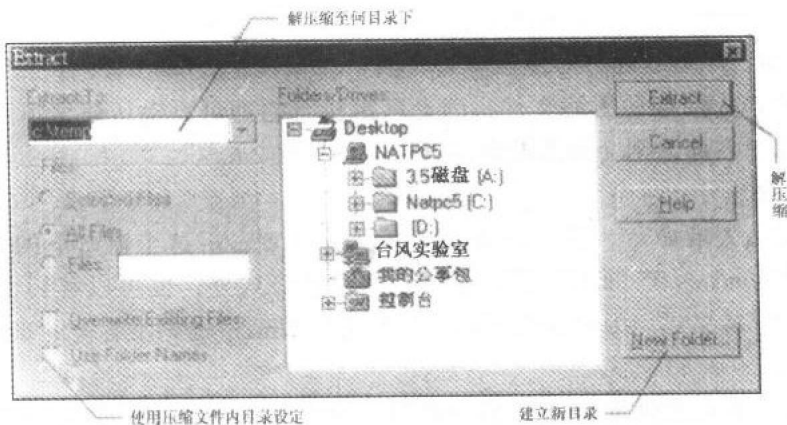 解压缩至何目录下
Extract
Extract To:
c:\temp
Files
Selected Files
All Files
Files:
Overwrite Existing Files
Use Folder Names
Folders/Drives:
Desktop
NATPC5
3.5磁盘 (A:)
Natpc5 (C:)
(D:)
台风实验室
我的公事包
控制台
Extract
Cancel
Help
New Folder...
解压缩
使用压缩文件内目录设定
建立新目录